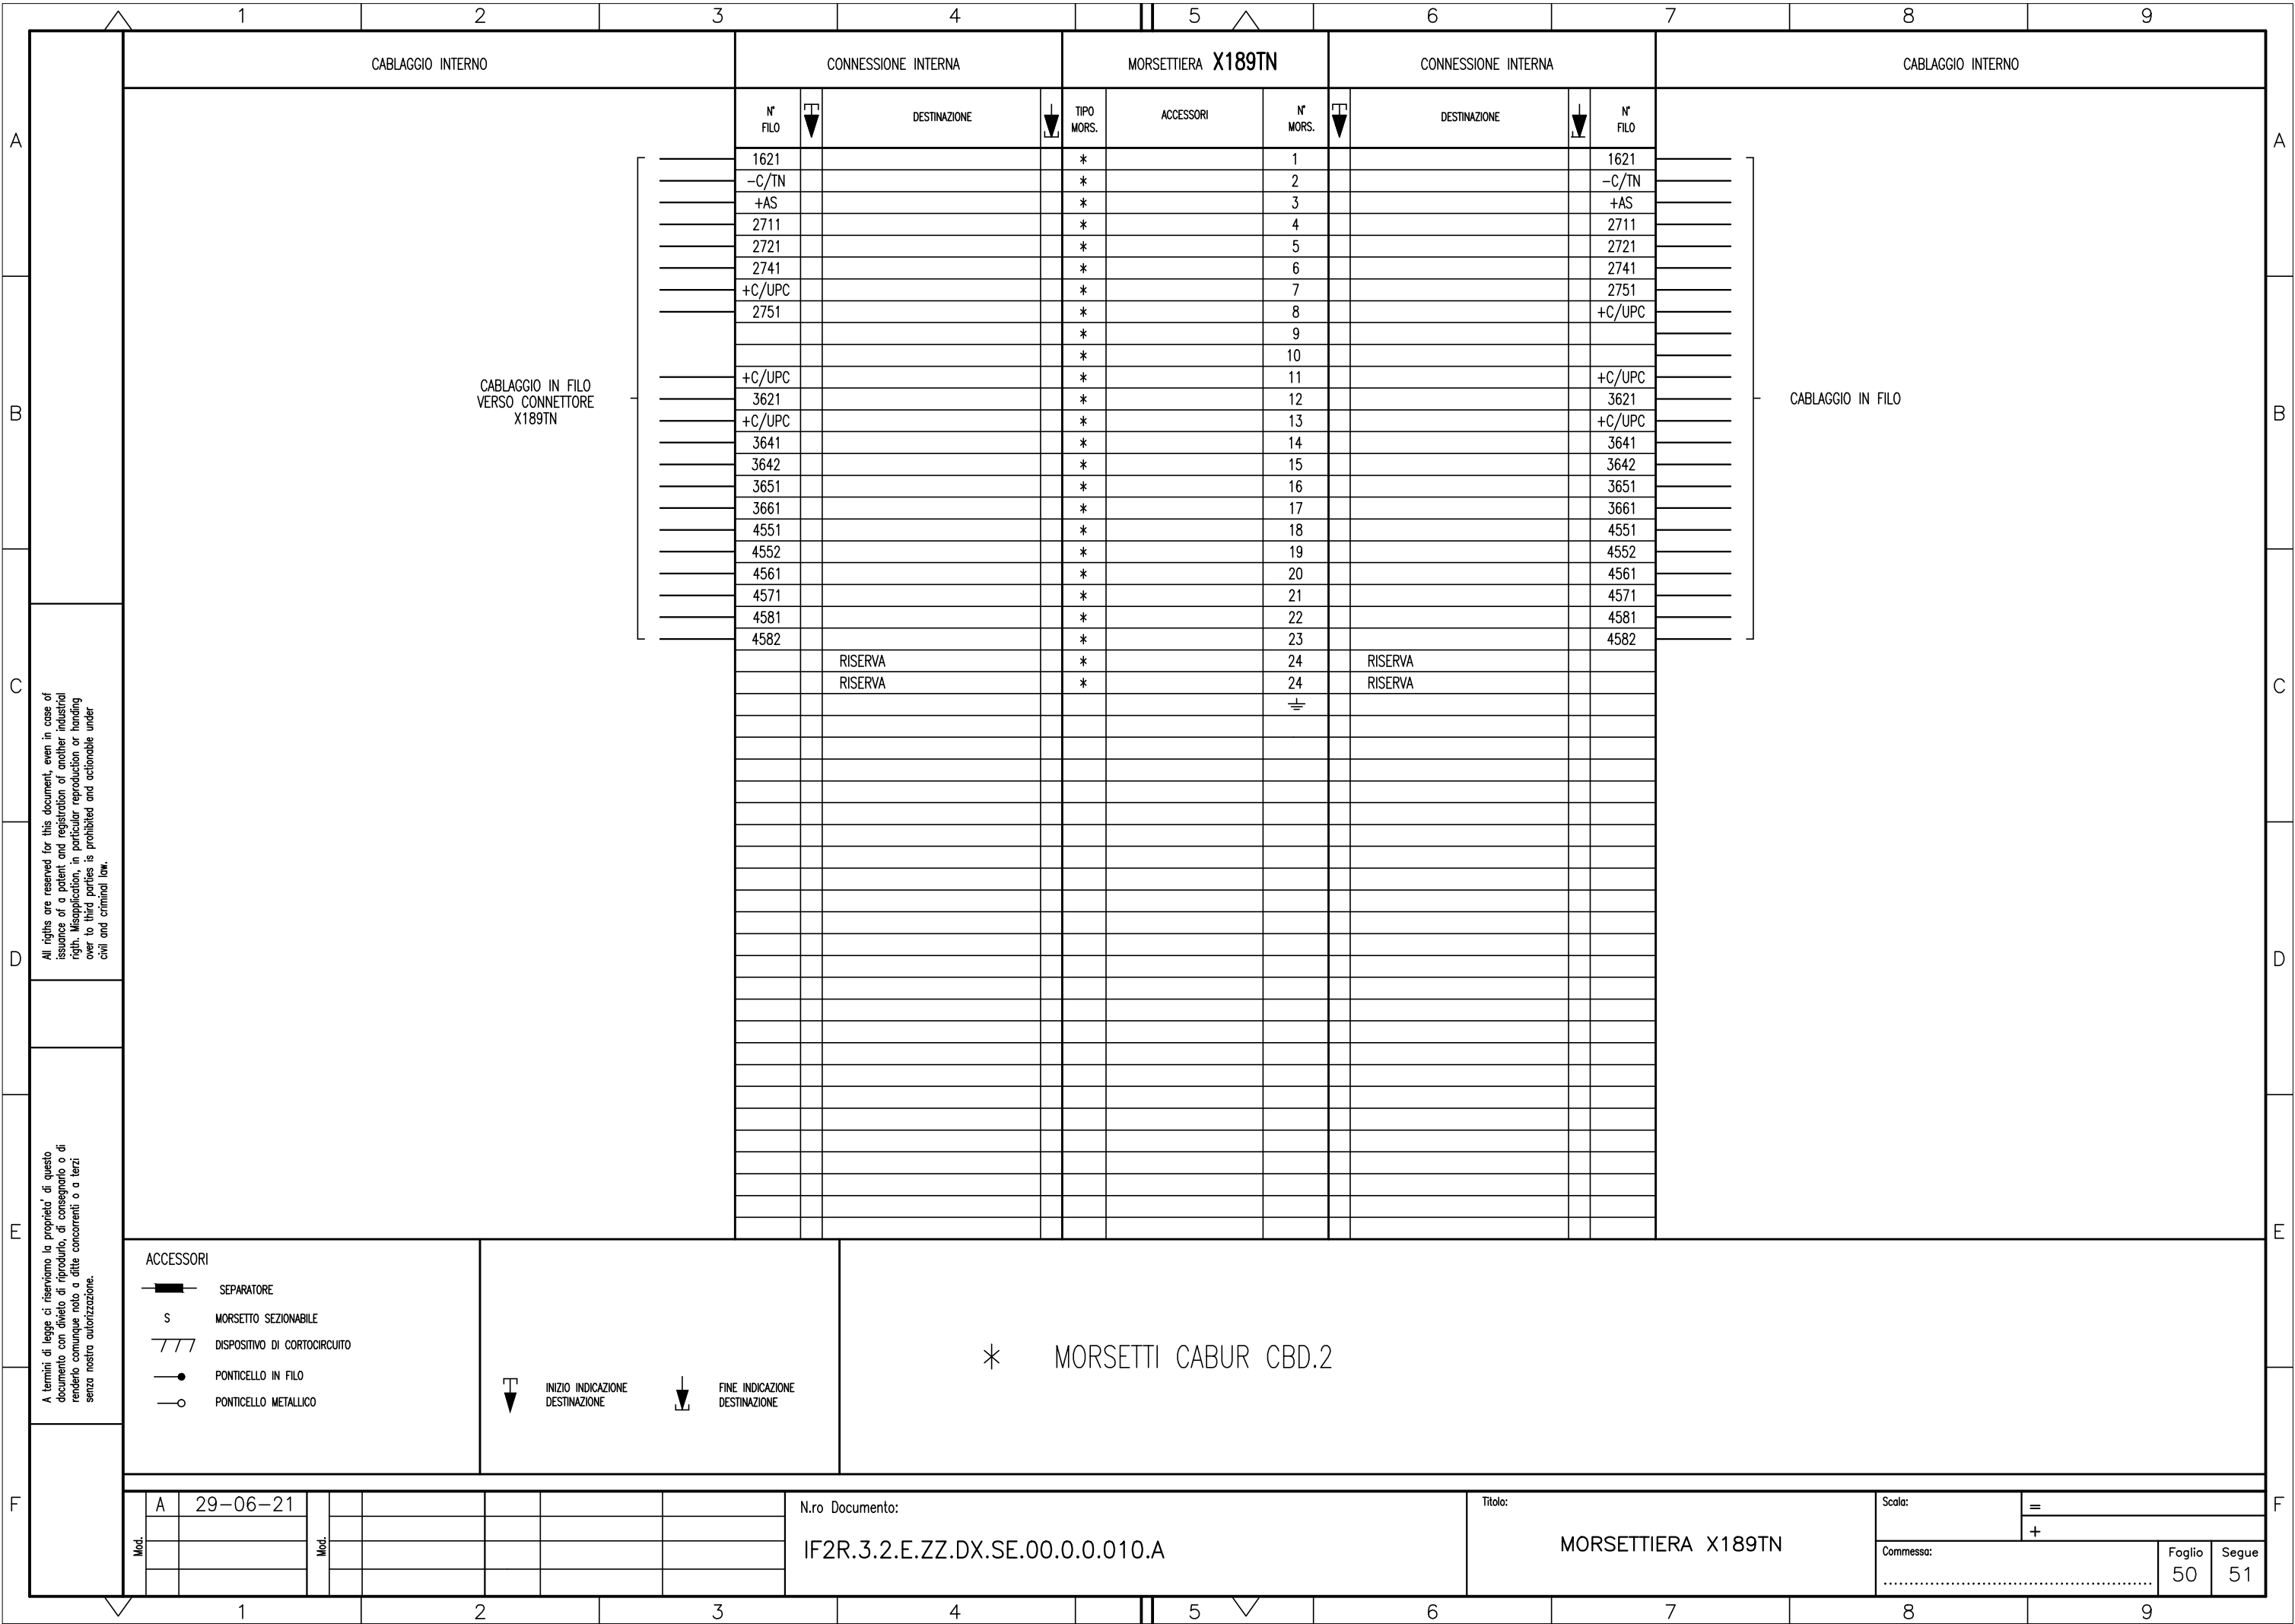 1 2 3 4 5 6 7 8 9
CABLAGGIO INTERNO CONNESSIONE INTERNA MORSETTIERA X189TN CONNESSIONE INTERNA CABLAGGIO INTERNO
N° FILO DESTINAZIONE TIPO MORS. ACCESSORI N° MORS. DESTINAZIONE N° FILO
1621 * 1 1621
-C/TN * 2 -C/TN
+AS * 3 +AS
2711 * 4 2711
2721 * 5 2721
2741 * 6 2741
+C/UPC * 7 2751
2751 * 8 +C/UPC
* 9
* 10
+C/UPC * 11 +C/UPC
3621 * 12 3621
+C/UPC * 13 +C/UPC
3641 * 14 3641
3642 * 15 3642
3651 * 16 3651
3661 * 17 3661
4551 * 18 4551
4552 * 19 4552
4561 * 20 4561
4571 * 21 4571
4581 * 22 4581
4582 * 23 4582
RISERVA * 24 RISERVA
RISERVA * 24 RISERVA
CABLAGGIO IN FILO
VERSO CONNETTORE
X189TN
CABLAGGIO IN FILO
A A
B B
C C
D D
E E
F F
All rigths are reserved for this document, even in case of
issuance of a patent and registration of another industrial
rigth. Misapplication, in particular reproduction or handing
over to third parties is prohibited and actionable under
civil and criminal law.
A termini di legge ci riserviamo la proprieta' di questo
documento con divieto di riprodurlo, di consegnarlo o di
renderlo comunque noto a ditte concorrenti o a terzi
senza nostra autorizzazione.
ACCESSORI
SEPARATORE
S MORSETTO SEZIONABILE
DISPOSITIVO DI CORTOCIRCUITO
PONTICELLO IN FILO
PONTICELLO METALLICO
INIZIO INDICAZIONE
DESTINAZIONE
FINE INDICAZIONE
DESTINAZIONE
* MORSETTI CABUR CBD.2
Mod. A 29-06-21
Mod.
N.ro Documento:
IF2R.3.2.E.ZZ.DX.SE.00.0.0.010.A
Titolo:
MORSETTIERA X189TN
Scala:
=
+
Commessa:
Foglio
50
Segue
51
1 2 3 4 5 6 7 8 9